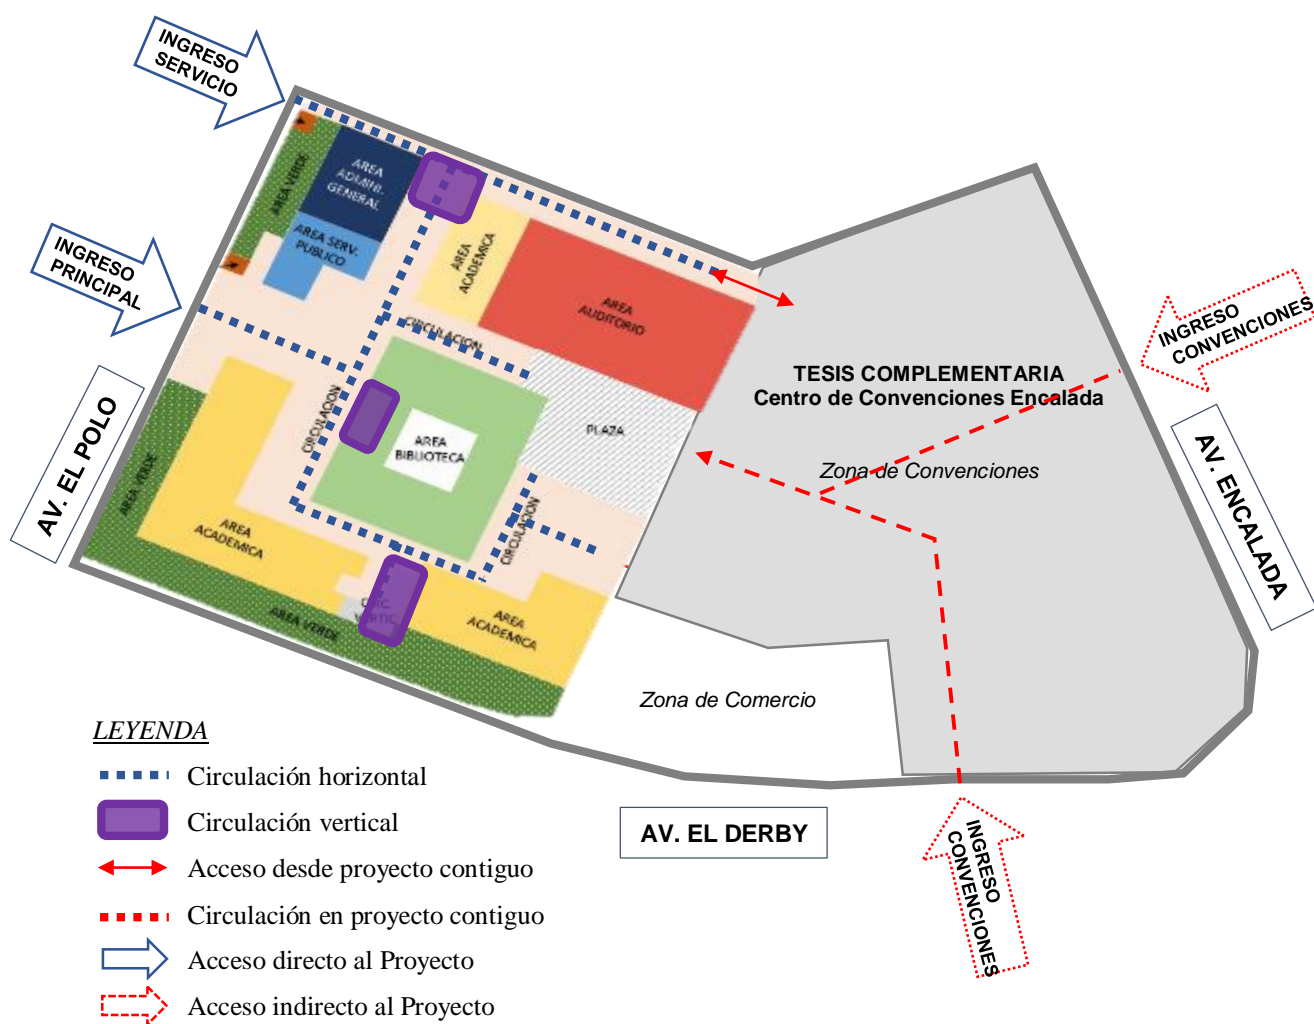 INGRESO
SERVICIO
AREA VERDE
AREA
ADMIN.
GENERAL
AREA SERV.
PUBLICO
AREA
ACADEMICA
AREA
AUDITORIO
INGRESO
PRINCIPAL
CIRCULACION
INGRESO
CONVENCIONES
TESIS COMPLEMENTARIA
Centro de Convenciones Encalada
CIRCULACION
AREA
BIBLIOTECA
PLAZA
Zona de Convenciones
AV. EL POLO
AV. ENCALADA
AREA VERDE
AREA
ACADEMICA
CIRCULACION
CIRC.
VERTIC.
AREA
ACADEMICA
AREA VERDE
Zona de Comercio
LEYENDA
Circulación horizontal
Circulación vertical
Acceso desde proyecto contiguo
Circulación en proyecto contiguo
Acceso directo al Proyecto
Acceso indirecto al Proyecto
AV. EL DERBY
INGRESO
CONVENCIONES